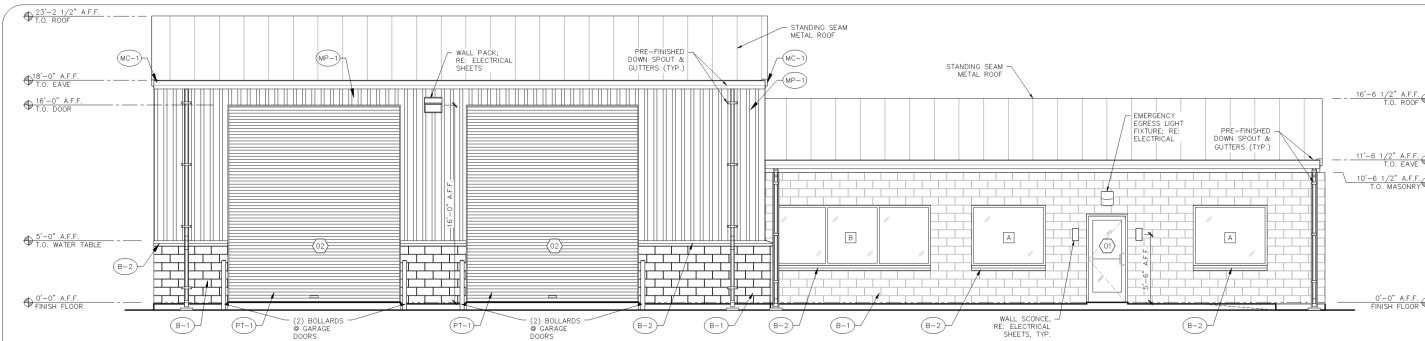 23'-2 1/2" A.F.F.
T.O. ROOF
MC-1
18'-0" A.F.F.
T.O. EAVE
16'-0" A.F.F.
T.O. DOOR
5'-0" A.F.F.
T.O. WATER TABLE
B-2
0'-0" A.F.F.
FINISH FLOOR
MP-1
WALL PACK;
RE: ELECTRICAL
SHEETS
PRE-FINISHED
DOWN SPOUT &
GUTTERS (TYP.)
STANDING SEAM
METAL ROOF
MC-1
MP-1
16'-0" A.F.F.
02
02
B-1
PT-1
(2) BOLLARDS
@ GARAGE
DOORS
PT-1
(2) BOLLARDS
@ GARAGE
DOORS
B-2
B-1
STANDING SEAM
METAL ROOF
EMERGENCY
EGRESS LIGHT
FIXTURE; RE:
ELECTRICAL
PRE-FINISHED
DOWN SPOUT &
GUTTERS (TYP.)
16'-6 1/2" A.F.F.
T.O. ROOF
11'-6 1/2" A.F.F.
T.O. EAVE
10'-6 1/2" A.F.F.
T.O. MASONRY
B
A
01
A
5'-6" A.F.F.
0'-0" A.F.F.
FINISH FLOOR
B-2
B-1
B-2
WALL SCONCE,
RE: ELECTRICAL
SHEETS, TYP.
B-2